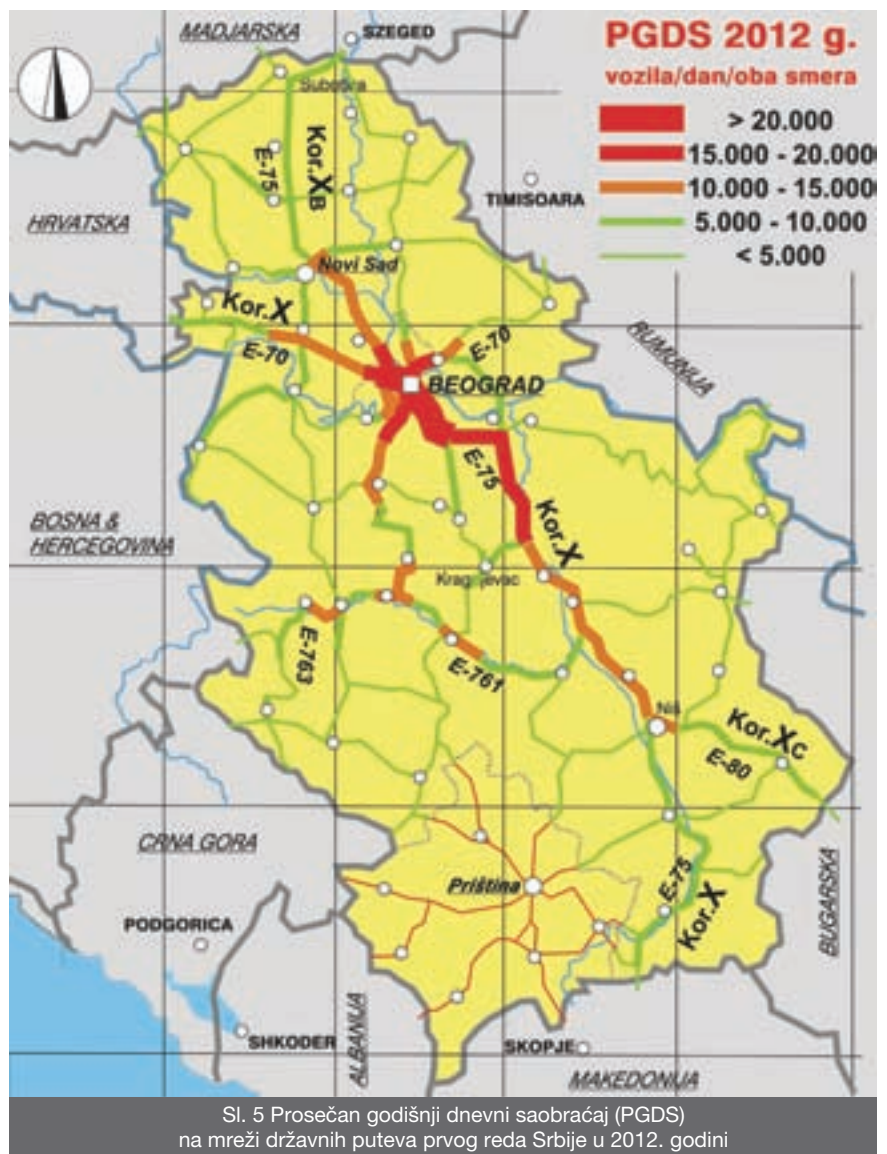 MADJARSKA
SZEGED
PGDS 2012 g.
vozila/dan/oba smera
> 20.000
15.000 - 20.000
10.000 - 15.000
5.000 - 10.000
< 5.000
Subotica
E-75
Kor.XB
TIMISOARA
HRVATSKA
Novi Sad
Kor.X
E-70
E-70
RUMUNIJA
BEOGRAD
E-75
Kor.X
BOSNA &
HERCEGOVINA
Kragujevac
E-763
E-761
Niš
Kor.XC
E-80
CRNA GORA
Priština
E-75
Kor.X
BUGARSKA
PODGORICA
ALBANIJA
SHKODER
SKOPJE
MAKEDONIJA
Sl. 5 Prosečan godišnji dnevni saobraćaj (PGDS)
na mreži državnih puteva prvog reda Srbije u 2012. godini